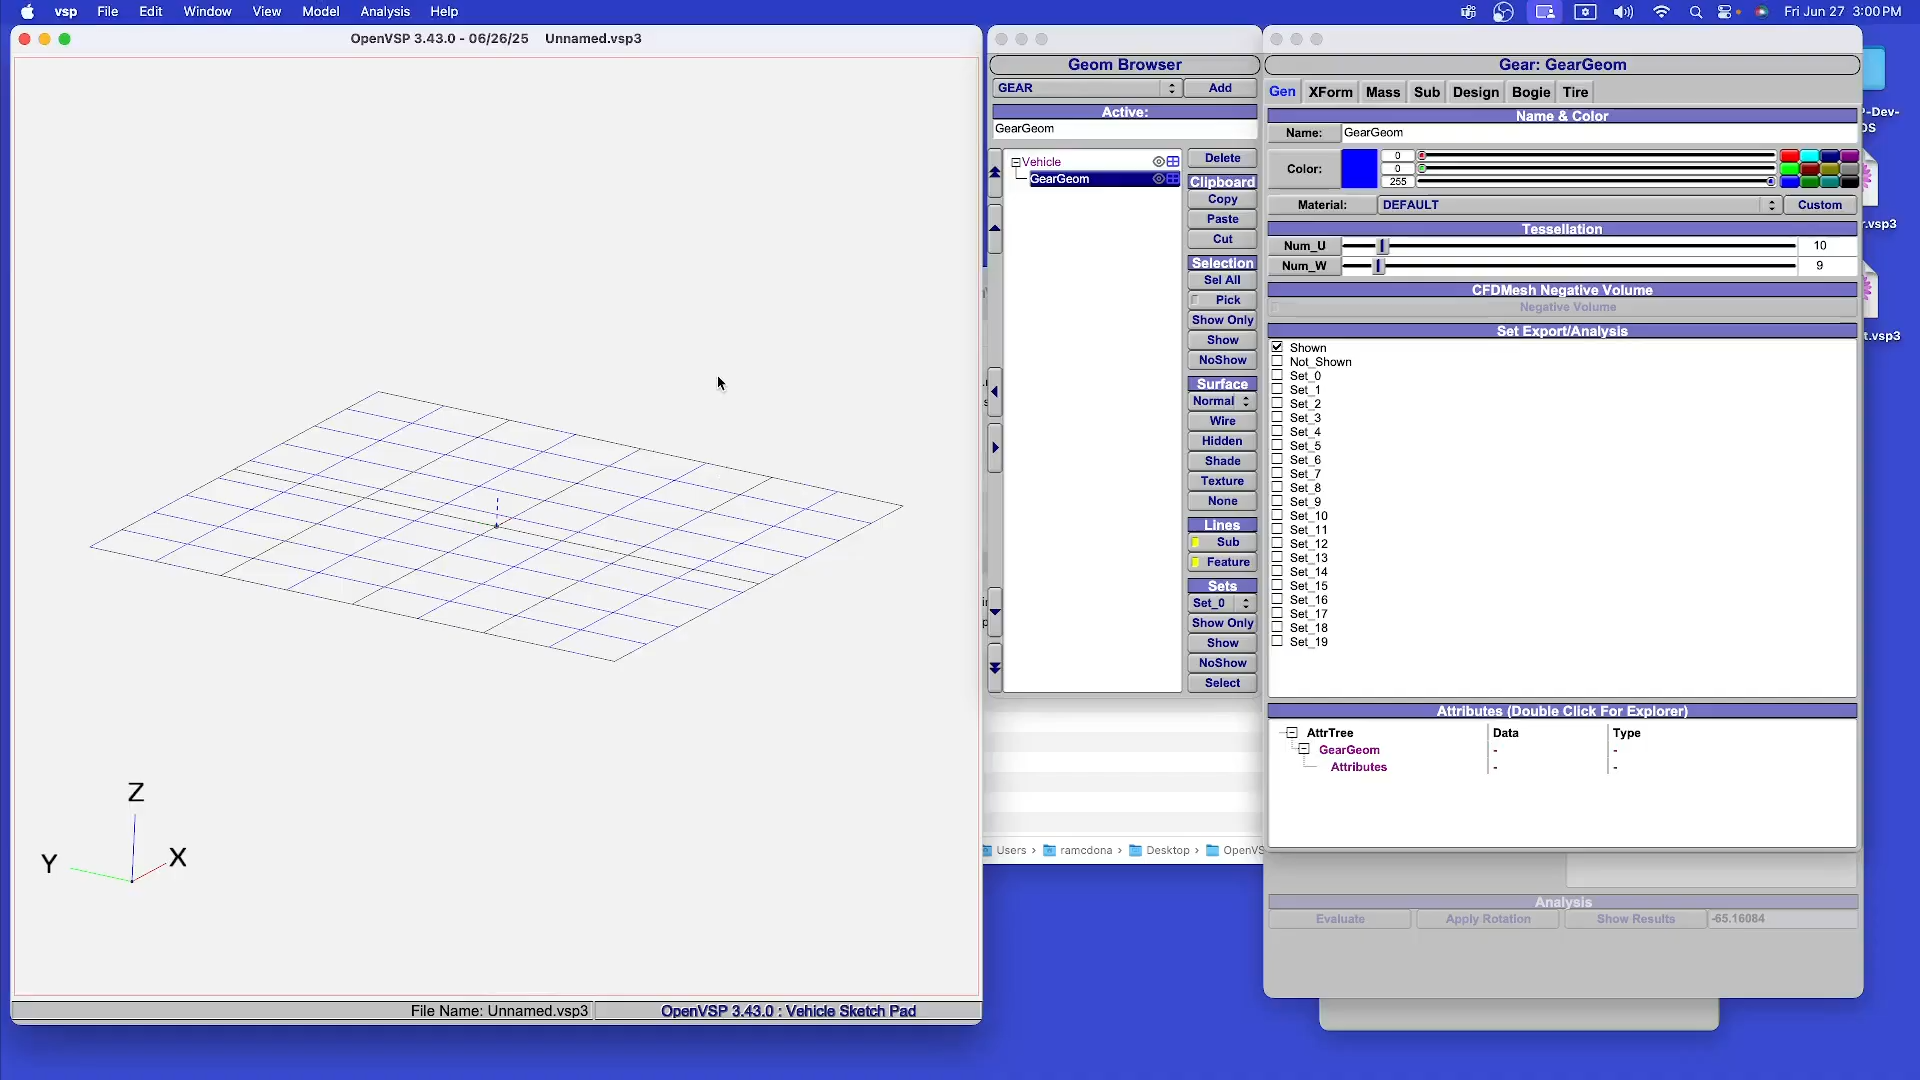 vsp File Edit Window View Model Analysis Help
Fri Jun 27 3:00PM
OpenVSP 3.43.0 - 06/26/25 Unnamed.vsp3
Z
Y
X
File Name: Unnamed.vsp3
OpenVSP 3.43.0 : Vehicle Sketch Pad
Geom Browser
GEAR
Add
Active:
GearGeom
Vehicle
GearGeom
Delete
Clipboard
Copy
Paste
Cut
Selection
Sel All
Pick
Show Only
Show
NoShow
Surface
Normal
Wire
Hidden
Shade
Texture
None
Lines
Sub
Feature
Sets
Set_0
Show Only
Show
NoShow
Select
Users › ramcdona › Desktop › OpenVS
Gear: GearGeom
Gen XForm Mass Sub Design Bogie Tire
Name & Color
Name: GearGeom
Color:
0
0
255
Material: DEFAULT Custom
Tessellation
Num_U 10
Num_W 9
CFDMesh Negative Volume
Negative Volume
Set Export/Analysis
Shown
Not_Shown
Set_0
Set_1
Set_2
Set_3
Set_4
Set_5
Set_6
Set_7
Set_8
Set_9
Set_10
Set_11
Set_12
Set_13
Set_14
Set_15
Set_16
Set_17
Set_18
Set_19
Attributes (Double Click For Explorer)
AttrTree Data Type
GearGeom - -
Attributes - -
Analysis
Evaluate Apply Rotation Show Results -65.16084
P-Dev-
OS
r.vsp3
t.vsp3